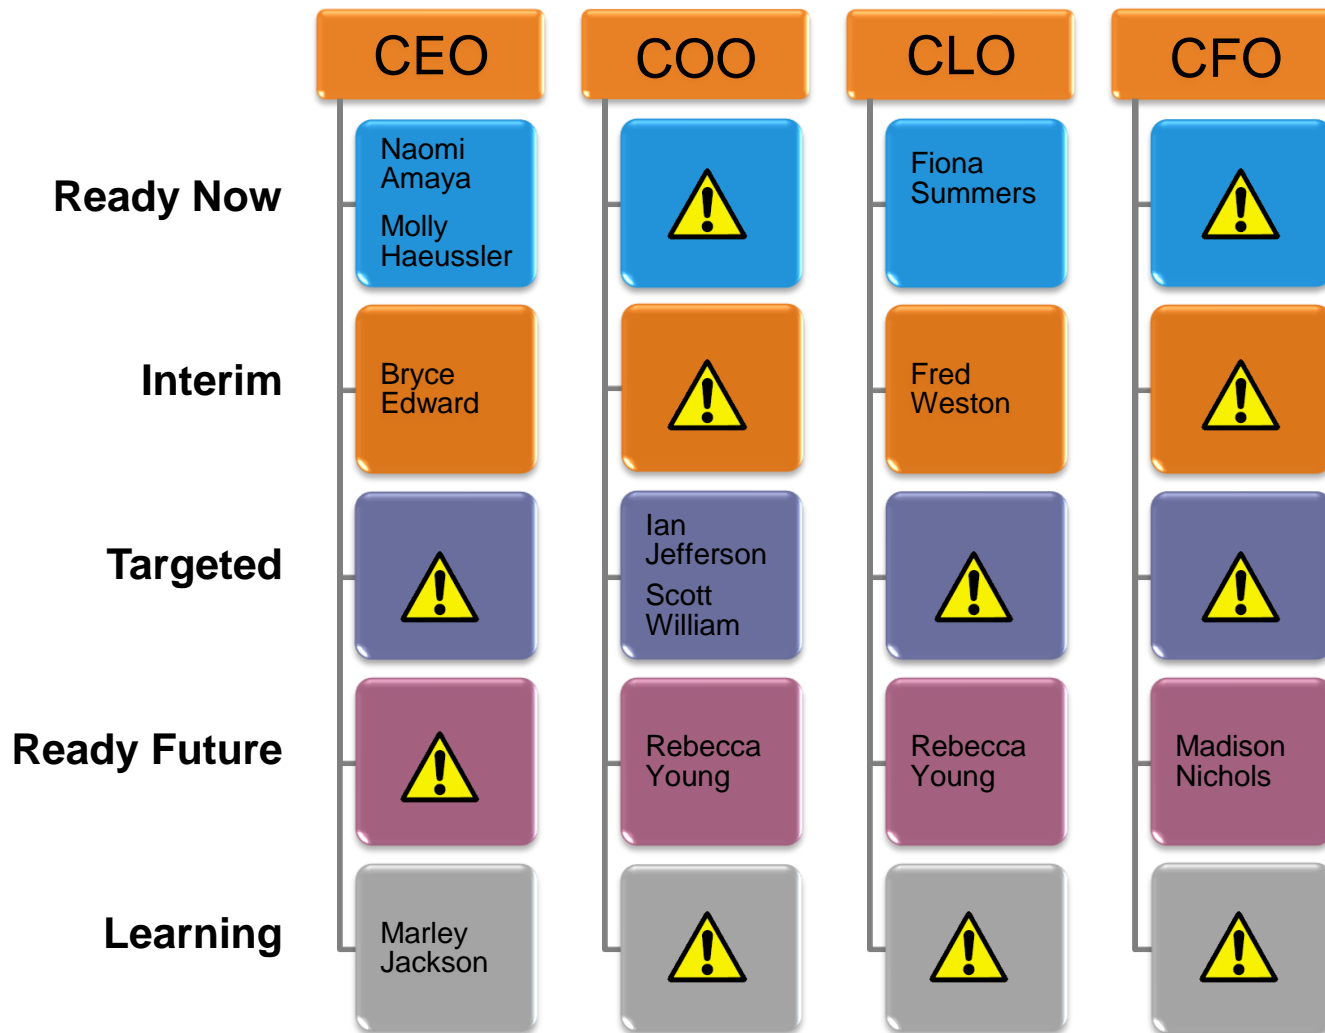 CEO
COO
CLO
CFO
Ready Now
Naomi
Amaya
Molly
Haeussler
Fiona
Summers
Interim
Bryce
Edward
Fred
Weston
Targeted
Ian
Jefferson
Scott
William
Ready Future
Rebecca
Young
Rebecca
Young
Madison
Nichols
Learning
Marley
Jackson